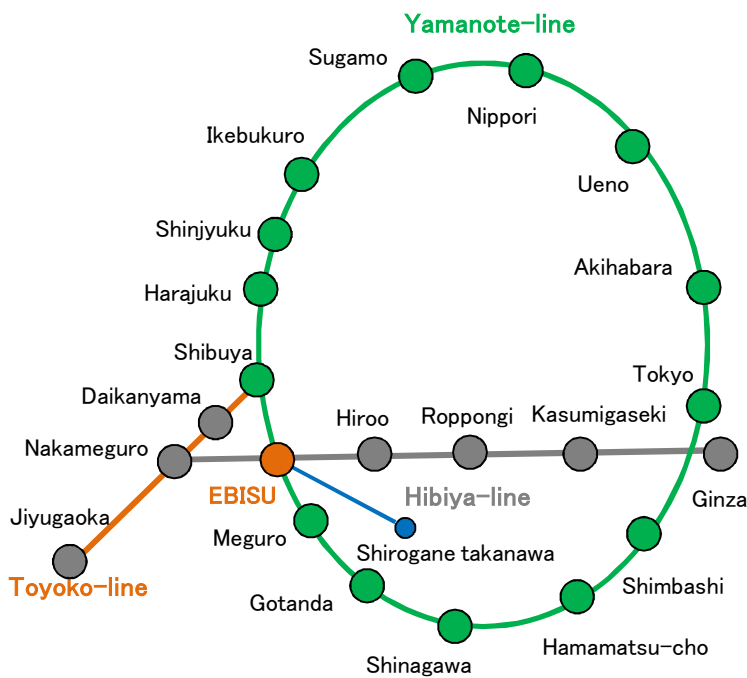 Yamanote-line
Sugamo
Nippori
Ikebukuro
Ueno
Shinjyuku
Akihabara
Harajuku
Shibuya
Tokyo
Daikanyama
Hiroo
Roppongi
Kasumigaseki
Nakameguro
EBISU
Hibiya-line
Ginza
Jiyugaoka
Meguro
Shirogane takanawa
Toyoko-line
Shimbashi
Gotanda
Hamamatsu-cho
Shinagawa